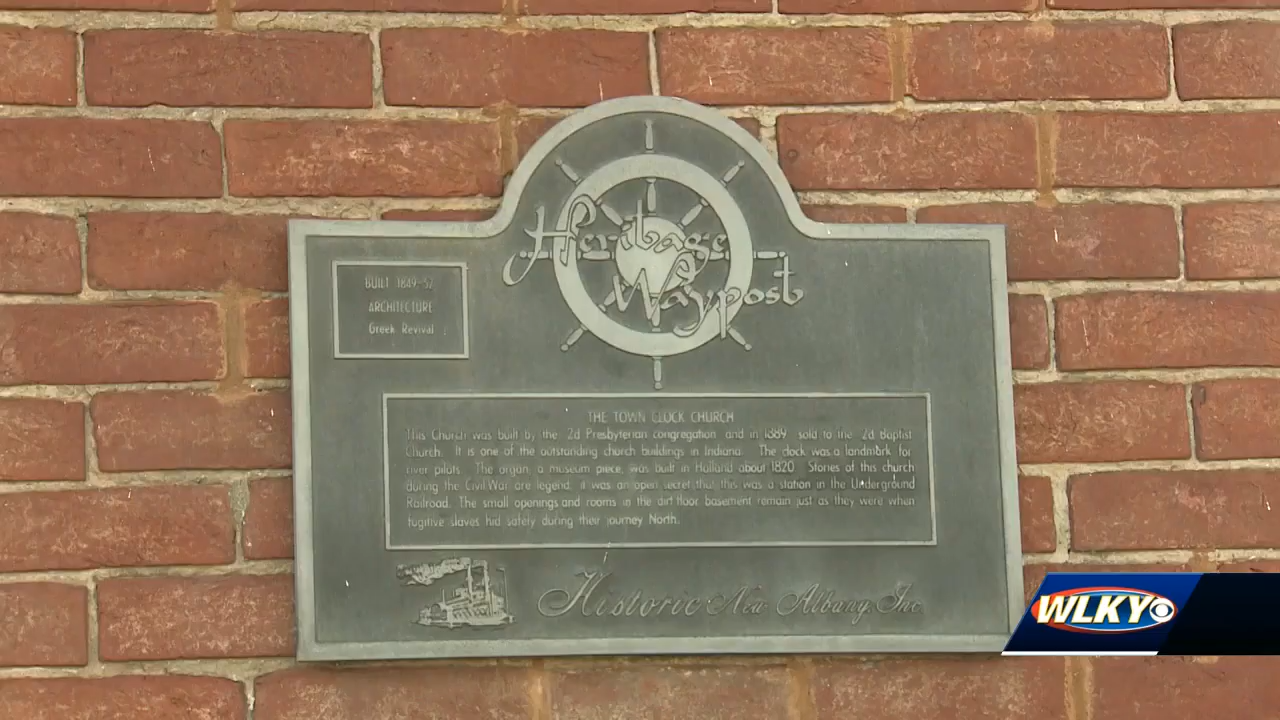 Heritage
Waypost
BUILT 1849-52
ARCHITECTURE
Greek Revival
THE TOWN CLOCK CHURCH
This Church was built by the 2d Presbyterian congregation and in 1889 sold to the 2d Baptist
Church. It is one of the outstanding church buildings in Indiana. The clock was a landmark for
river pilots. The organ, a museum piece, was built in Holland about 1820. Stories of this church
during the Civil War are legend; it was an open secret that this was a station in the Underground
Railroad. The small openings and rooms in the dirt floor basement remain just as they were when
fugitive slaves hid safely during their journey North.
Historic New Albany, Inc.
WLKY